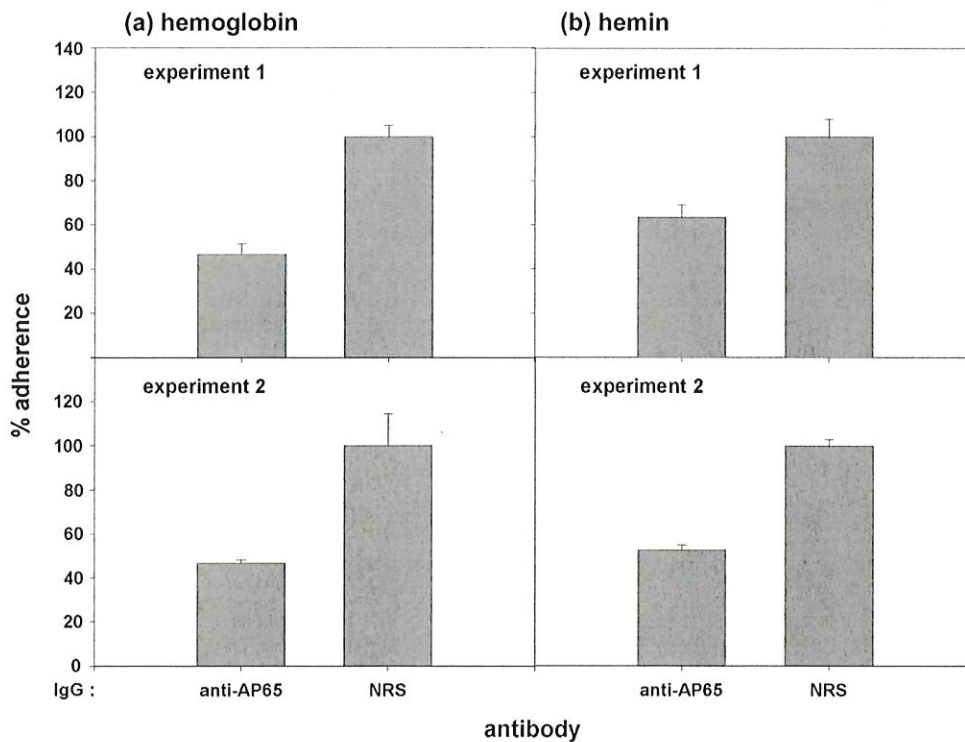 (a) hemoglobin
(b) hemin
140
120
100
80
60
40
20
experiment 1
experiment 1
% adherence
120
100
80
60
40
20
0
experiment 2
experiment 2
IgG : anti-AP65 NRS anti-AP65 NRS
antibody